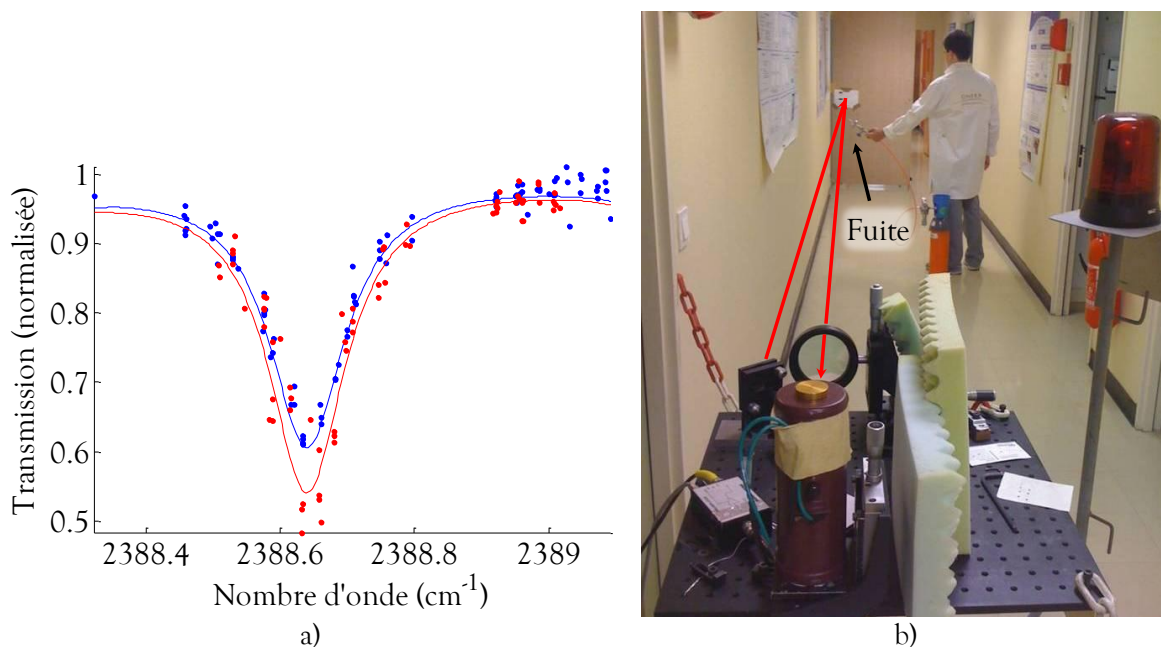 Transmission (normalisée)
1
0.9
0.8
0.7
0.6
0.5
2388.4 2388.6 2388.8 2389
Nombre d'onde (cm⁻¹)
a)
Fuite
b)